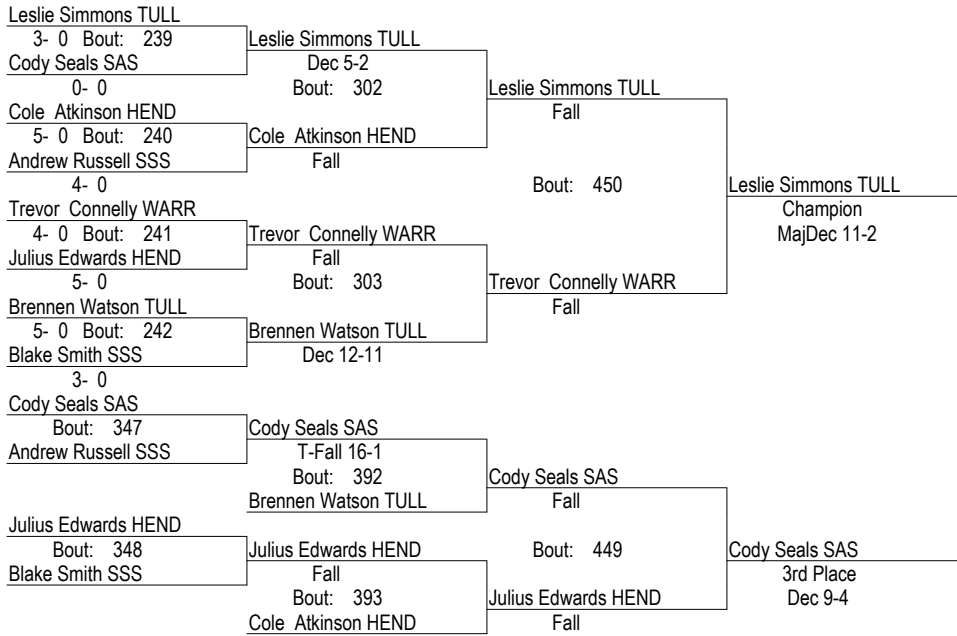 Leslie Simmons TULL
3- 0 Bout: 239
Cody Seals SAS
0- 0
Cole Atkinson HEND
5- 0 Bout: 240
Andrew Russell SSS
4- 0
Trevor Connelly WARR
4- 0 Bout: 241
Julius Edwards HEND
5- 0
Brennen Watson TULL
5- 0 Bout: 242
Blake Smith SSS
3- 0
Cody Seals SAS
Bout: 347
Andrew Russell SSS
Julius Edwards HEND
Bout: 348
Blake Smith SSS
Leslie Simmons TULL
Dec 5-2
Bout: 302
Cole Atkinson HEND
Fall
Trevor Connelly WARR
Fall
Bout: 303
Brennen Watson TULL
Dec 12-11
Cody Seals SAS
T-Fall 16-1
Bout: 392
Brennen Watson TULL
Julius Edwards HEND
Fall
Bout: 393
Cole Atkinson HEND
Leslie Simmons TULL
Fall
Bout: 450
Trevor Connelly WARR
Fall
Cody Seals SAS
Fall
Bout: 449
Julius Edwards HEND
Fall
Leslie Simmons TULL
Champion
MajDec 11-2
Cody Seals SAS
3rd Place
Dec 9-4